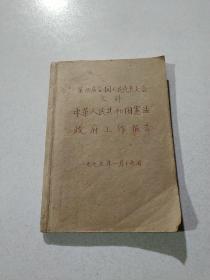 第四届全国人民代表大会
文件
中华人民共和国宪法
政府工作报告
一九七五年一月十九日